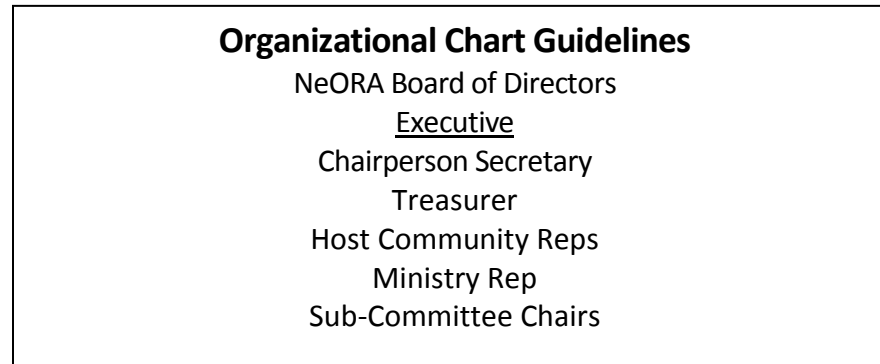 Organizational Chart Guidelines
NeORA Board of Directors
Executive
Chairperson Secretary
Treasurer
Host Community Reps
Ministry Rep
Sub-Committee Chairs